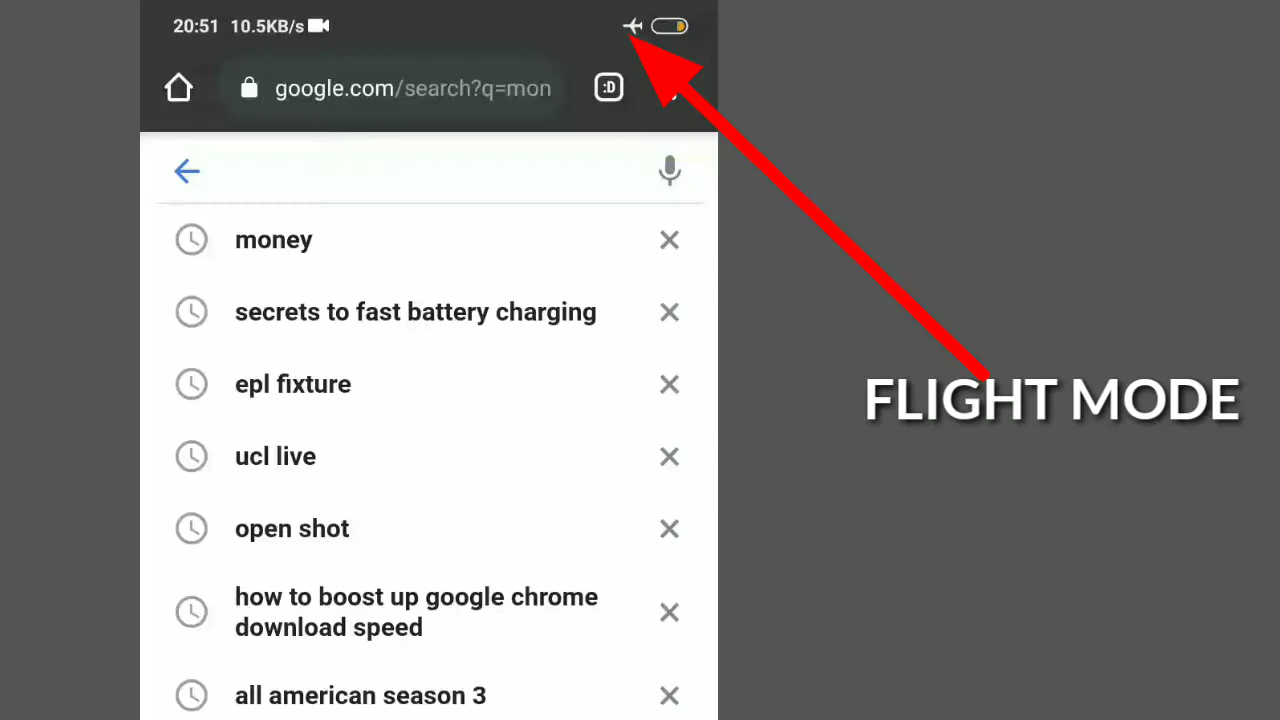 20:51 10.5KB/s
google.com/search?q=mon
:D
money
secrets to fast battery charging
epl fixture
ucl live
open shot
how to boost up google chrome
download speed
all american season 3
FLIGHT MODE